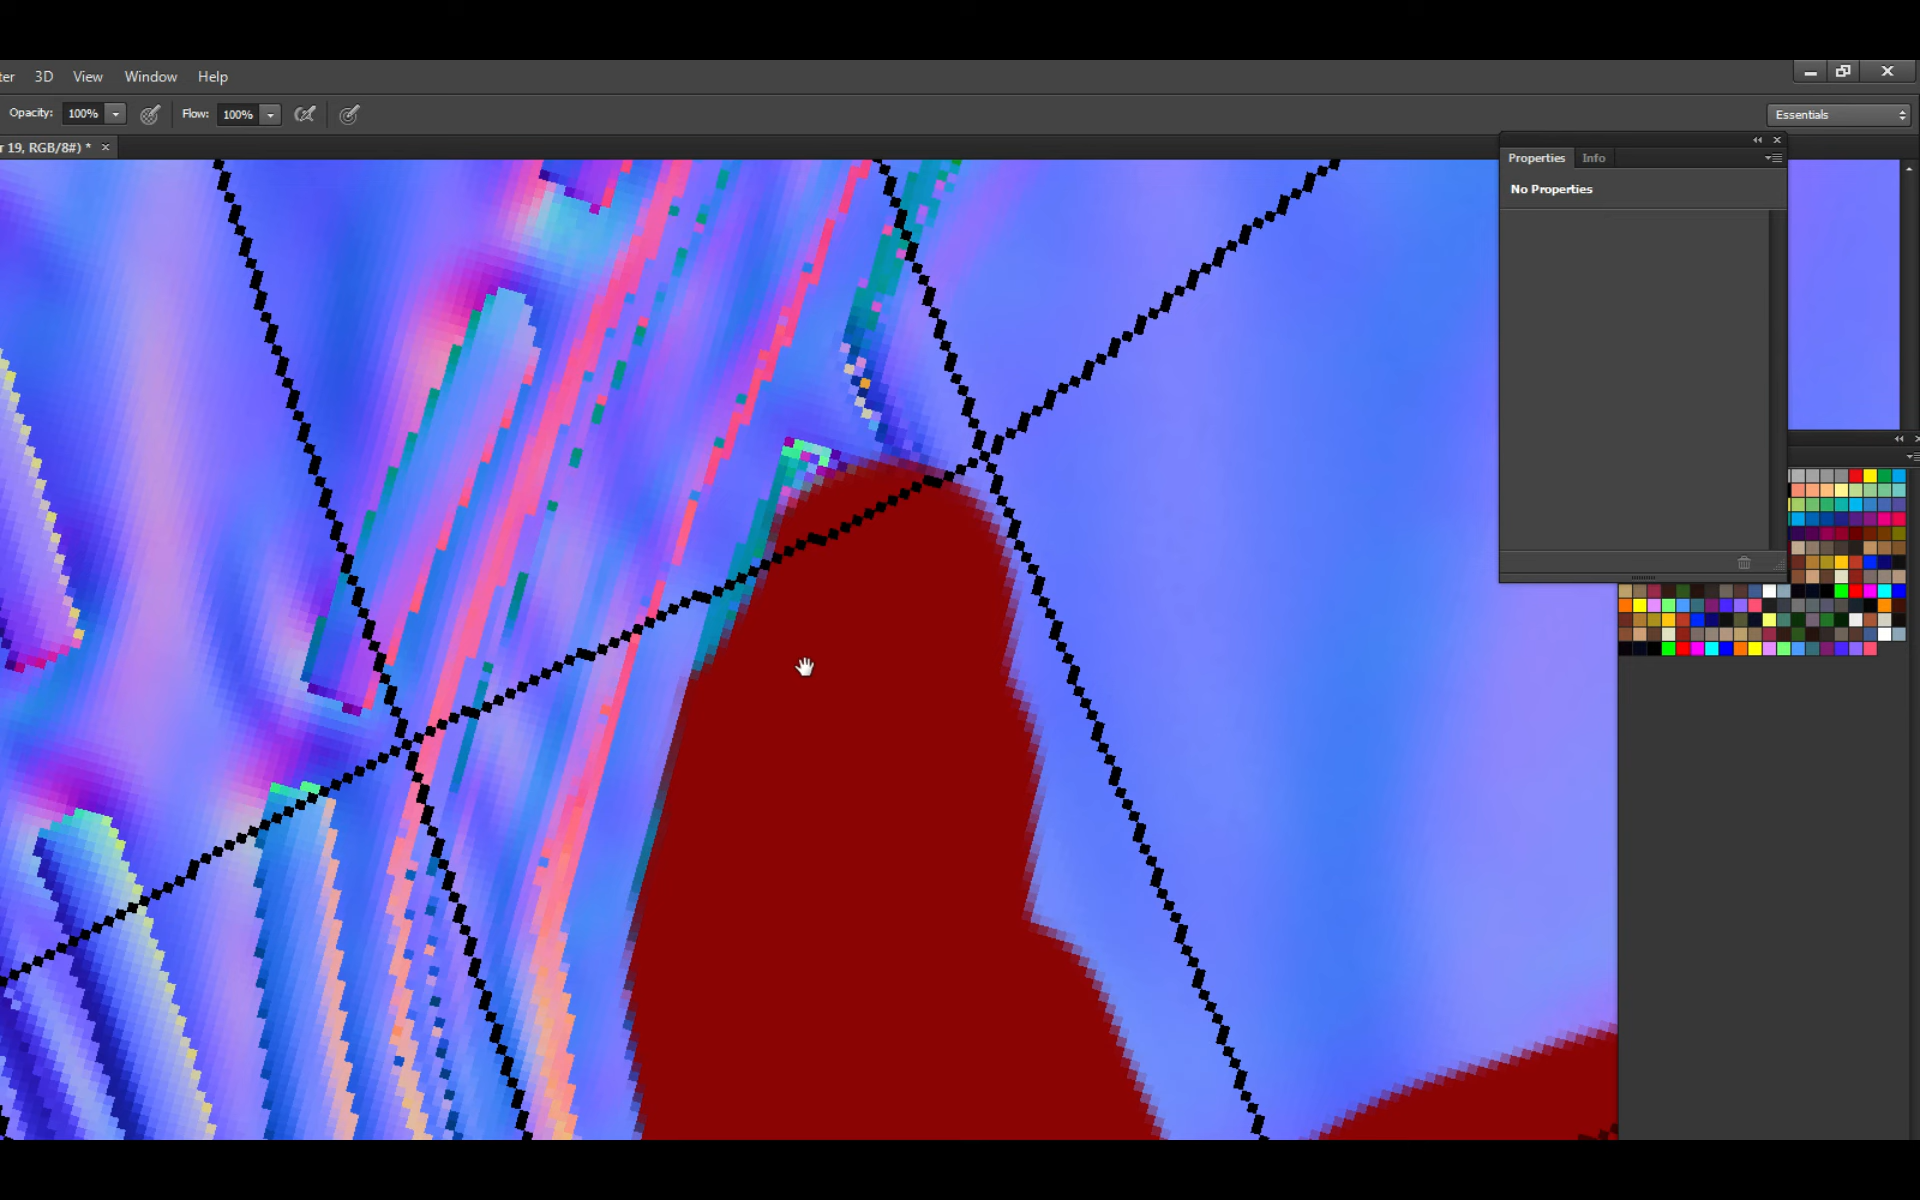 ter 3D View Window Help
Opacity: 100% Flow: 100% Essentials
r 19, RGB/8#) * ×
Properties Info
No Properties